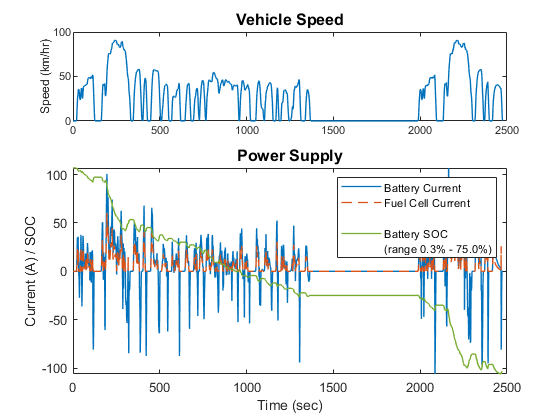 Vehicle Speed
Speed (km/hr)
100
50
0
0 500 1000 1500 2000 2500
Power Supply
Current (A) / SOC
100
50
0
-50
-100
Battery Current
Fuel Cell Current
Battery SOC
(range 0.3% - 75.0%)
0 500 1000 1500 2000 2500
Time (sec)